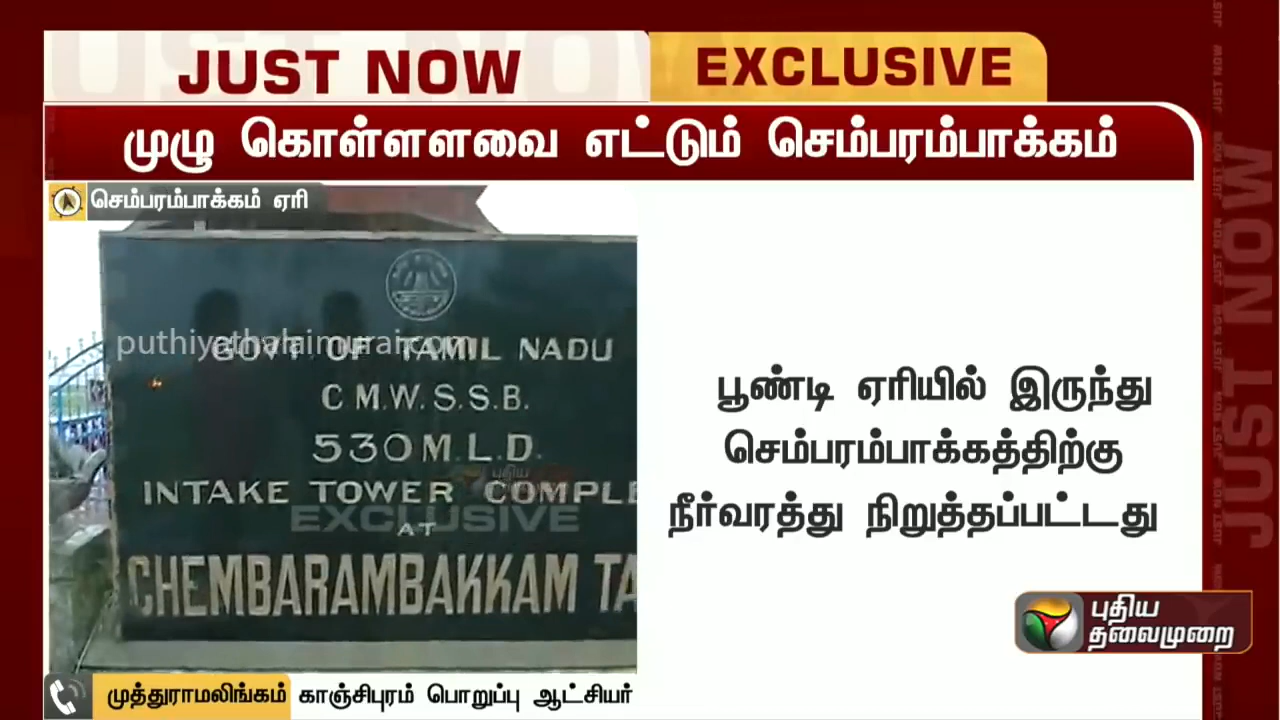 JUST NOW
EXCLUSIVE
முழு கொள்ளளவை எட்டும் செம்பரம்பாக்கம்
செம்பரம்பாக்கம் ஏரி
puthiyathalaimurai.com
GOVT. OF TAMIL NADU
C M.W.S.S.B.
530 M.L.D.
INTAKE TOWER COMPLE
EXCLUSIVE
AT
CHEMBARAMBAKKAM TA
பூண்டி ஏரியில் இருந்து
செம்பரம்பாக்கத்திற்கு
நீர்வரத்து நிறுத்தப்பட்டது
புதிய
தலைமுறை
முத்துராமலிங்கம் காஞ்சிபுரம் பொறுப்பு ஆட்சியர்
JUST NOW